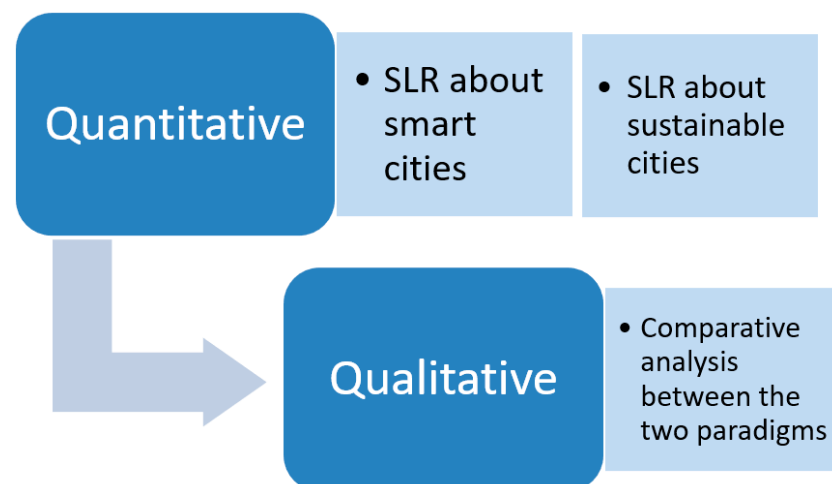 Quantitative
• SLR about
smart
cities
• SLR about
sustainable
cities
Qualitative
• Comparative
analysis
between the
two paradigms